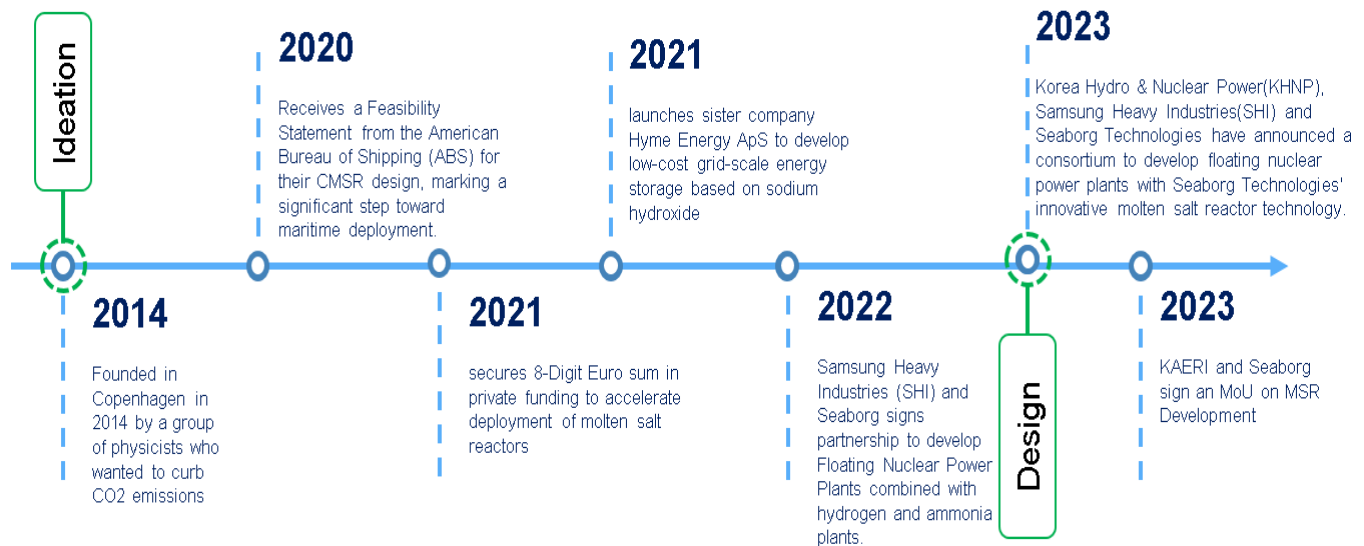 Ideation
2014
Founded in
Copenhagen in
2014 by a group
of physicists who
wanted to curb
CO2 emissions
2020
Receives a Feasibility
Statement from the American
Bureau of Shipping (ABS) for
their CMSR design, marking a
significant step toward
maritime deployment.
2021
secures 8-Digit Euro sum in
private funding to accelerate
deployment of molten salt
reactors
2021
launches sister company
Hyme Energy ApS to develop
low-cost grid-scale energy
storage based on sodium
hydroxide
2022
Samsung Heavy
Industries (SHI) and
Seaborg signs
partnership to develop
Floating Nuclear Power
Plants combined with
hydrogen and ammonia
plants.
2023
Korea Hydro & Nuclear Power(KHNP),
Samsung Heavy Industries(SHI) and
Seaborg Technologies have announced a
consortium to develop floating nuclear
power plants with Seaborg Technologies'
innovative molten salt reactor technology.
Design
2023
KAERI and Seaborg
sign an MoU on MSR
Development